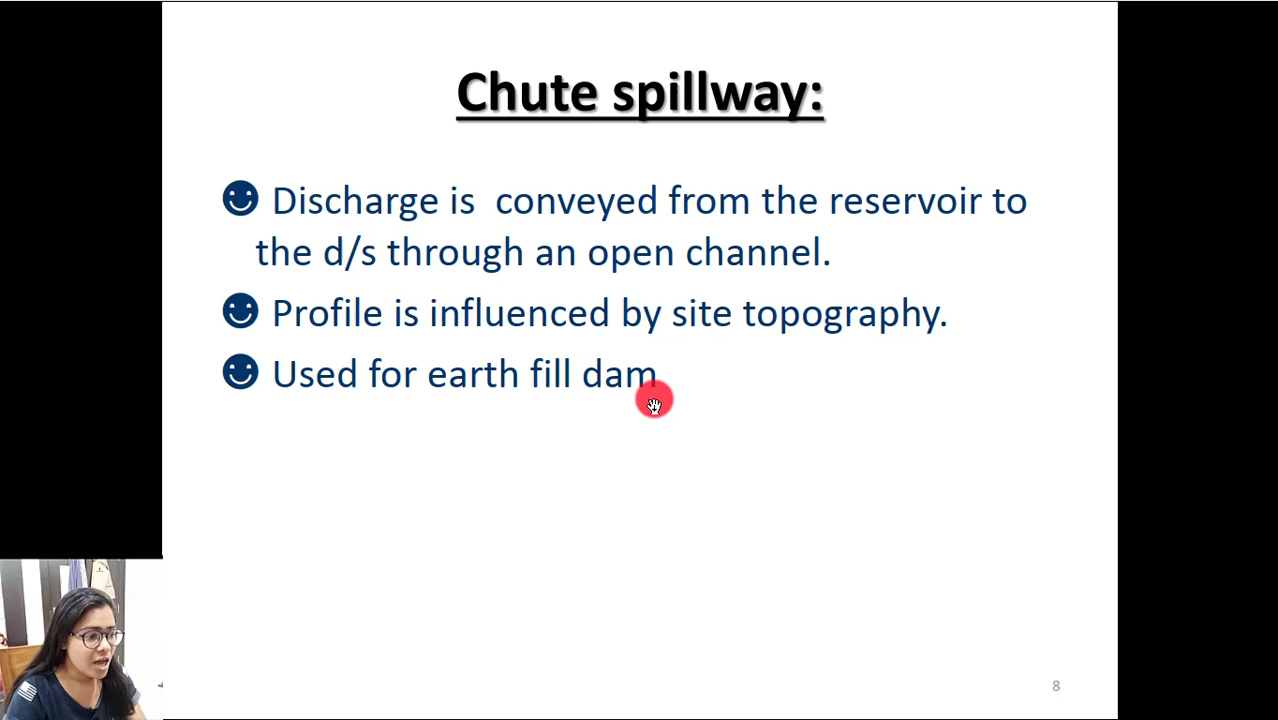 Chute spillway:
Discharge is conveyed from the reservoir to
the d/s through an open channel.
Profile is influenced by site topography.
Used for earth fill dam
8